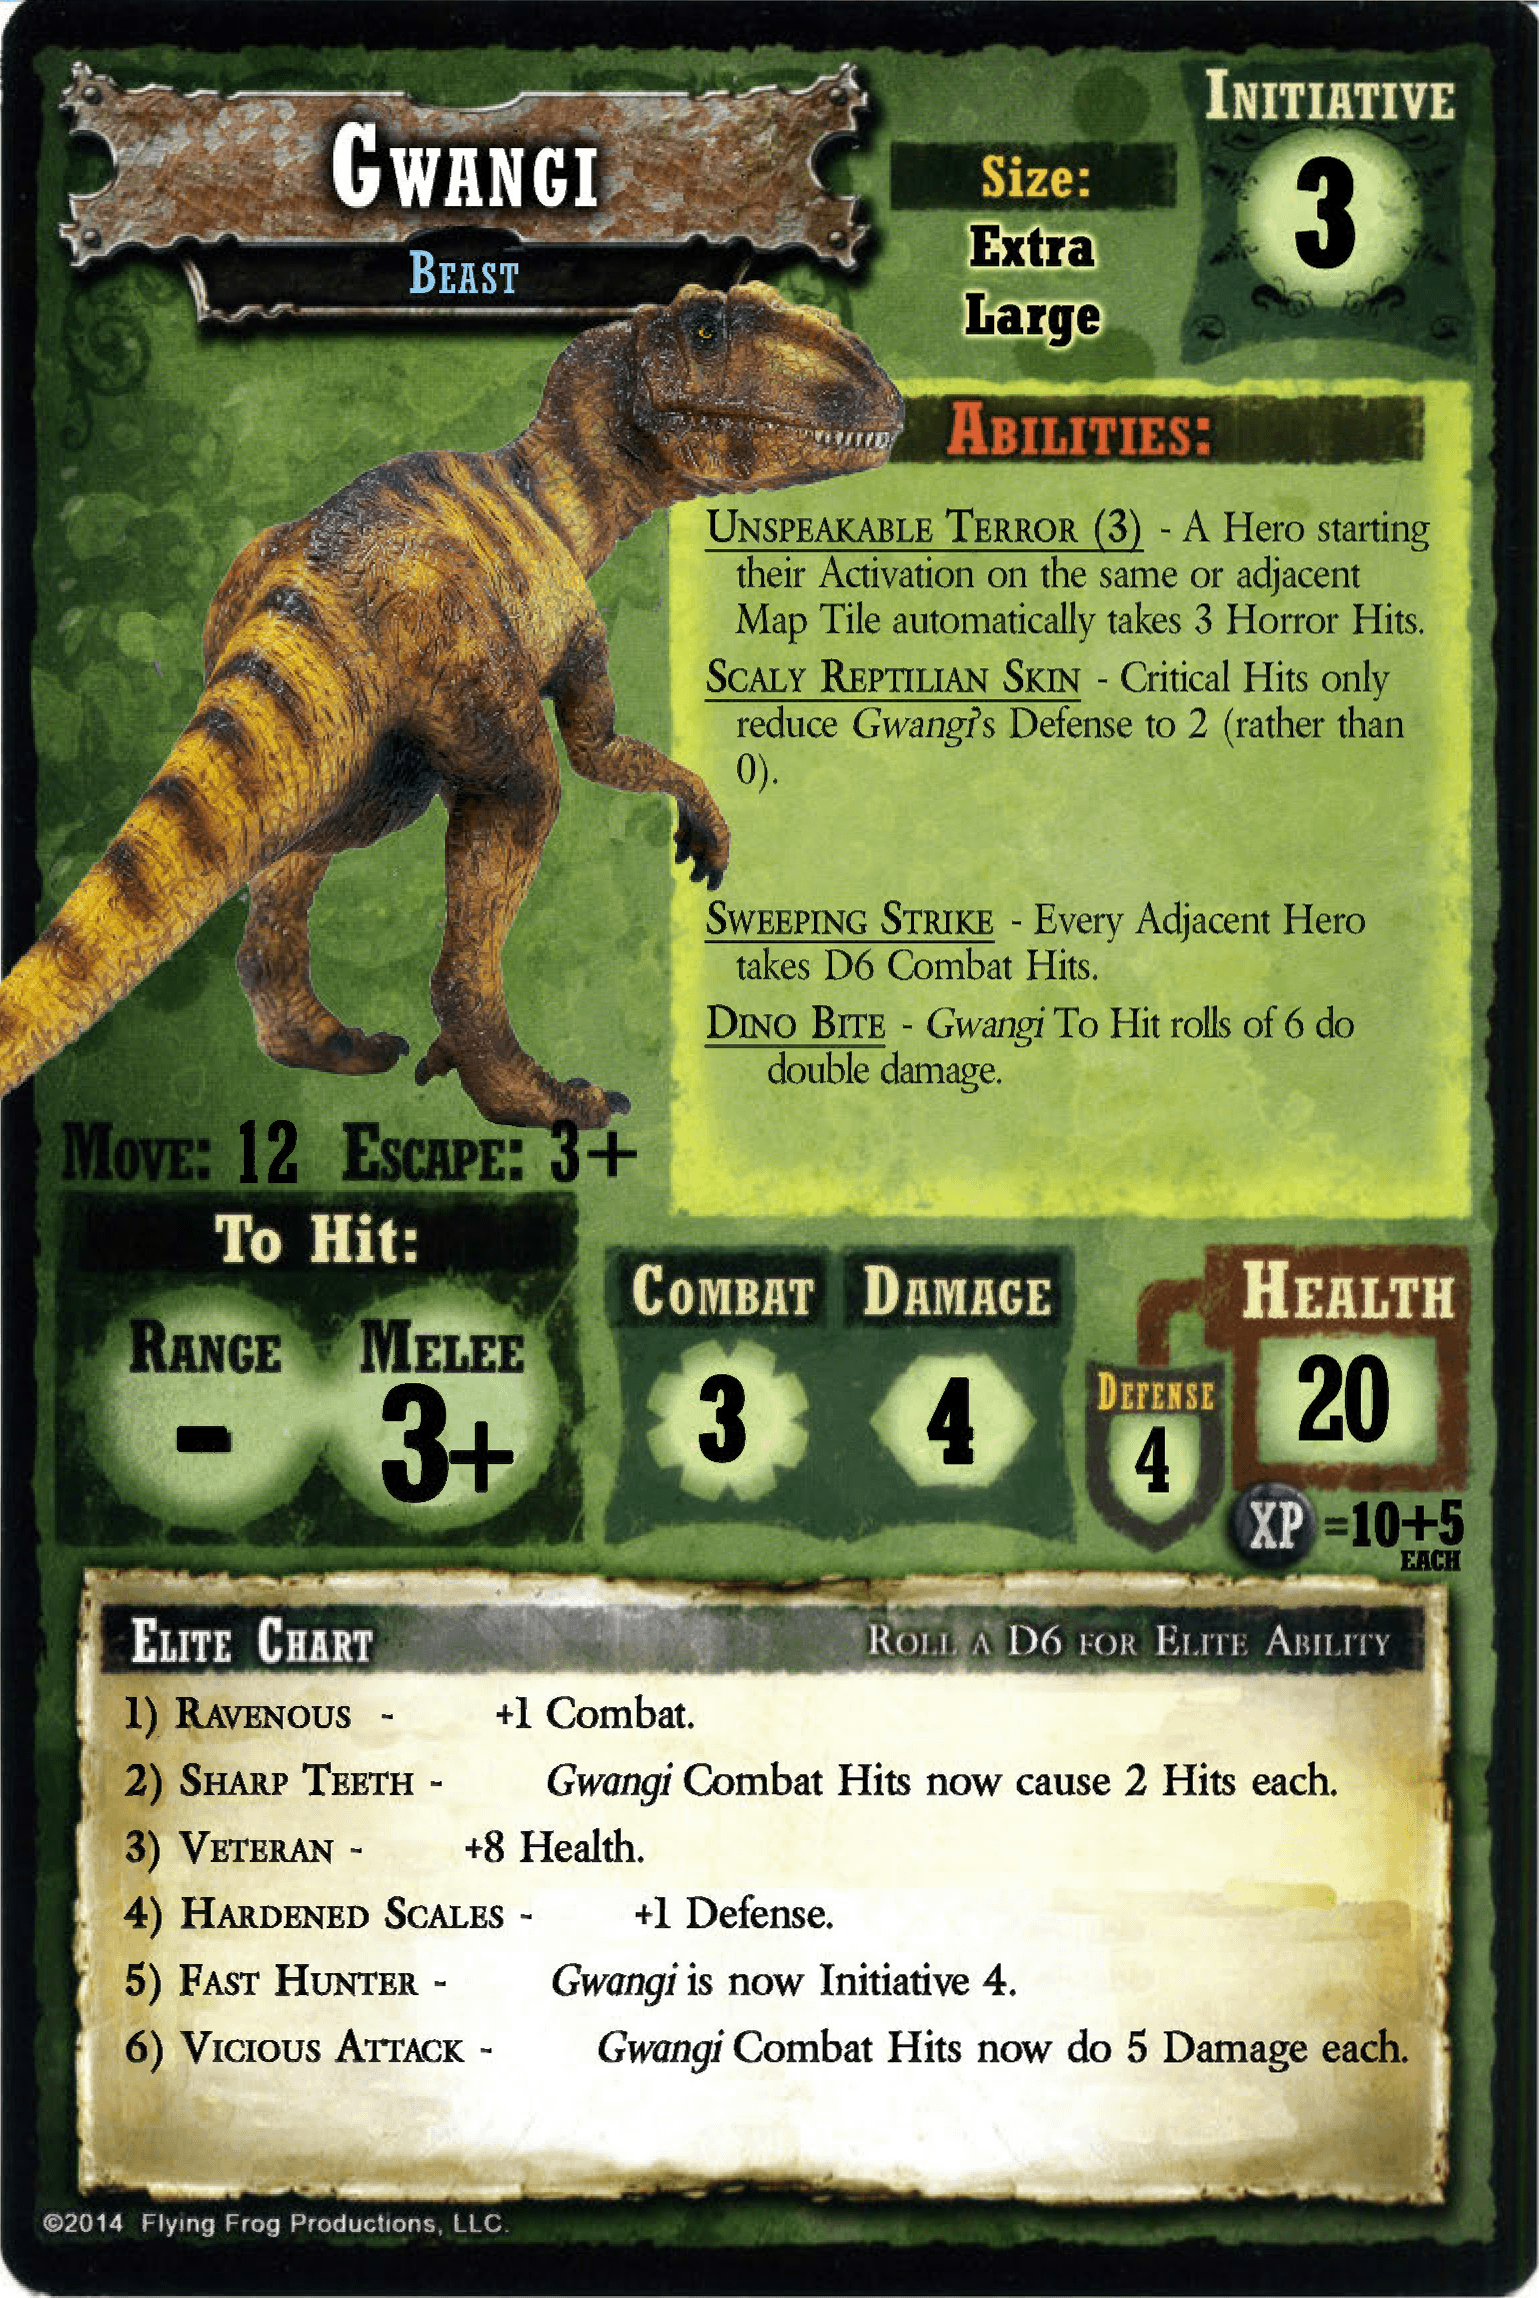 GWANGI
BEAST
Size:
Extra
Large
INITIATIVE
3
ABILITIES:
UNSPEAKABLE TERROR (3) - A Hero starting
their Activation on the same or adjacent
Map Tile automatically takes 3 Horror Hits.
SCALY REPTILIAN SKIN - Critical Hits only
reduce Gwangi's Defense to 2 (rather than
0).
SWEEPING STRIKE - Every Adjacent Hero
takes D6 Combat Hits.
DINO BITE - Gwangi To Hit rolls of 6 do
double damage.
MOVE: 12 ESCAPE: 3+
To Hit:
RANGE MELEE
- 3+
COMBAT DAMAGE
3 4
DEFENSE
4
HEALTH
20
XP =10+5
EACH
ELITE CHART ROLL A D6 FOR ELITE ABILITY
1) RAVENOUS - +1 Combat.
2) SHARP TEETH - Gwangi Combat Hits now cause 2 Hits each.
3) VETERAN - +8 Health.
4) HARDENED SCALES - +1 Defense.
5) FAST HUNTER - Gwangi is now Initiative 4.
6) VICIOUS ATTACK - Gwangi Combat Hits now do 5 Damage each.
©2014 Flying Frog Productions, LLC.